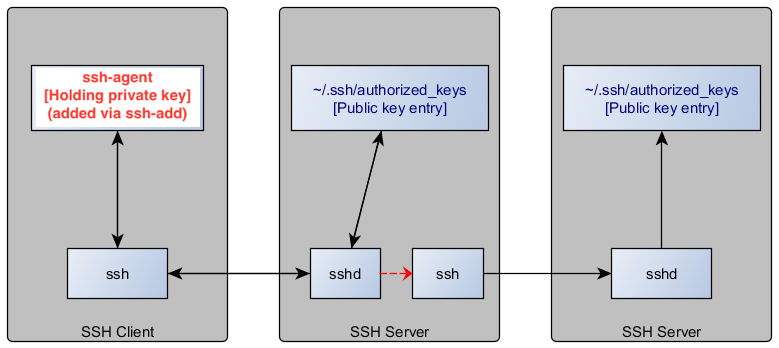 ssh-agent
[Holding private key]
(added via ssh-add)
~/.ssh/authorized_keys
[Public key entry]
~/.ssh/authorized_keys
[Public key entry]
ssh
sshd
ssh
sshd
SSH Client
SSH Server
SSH Server